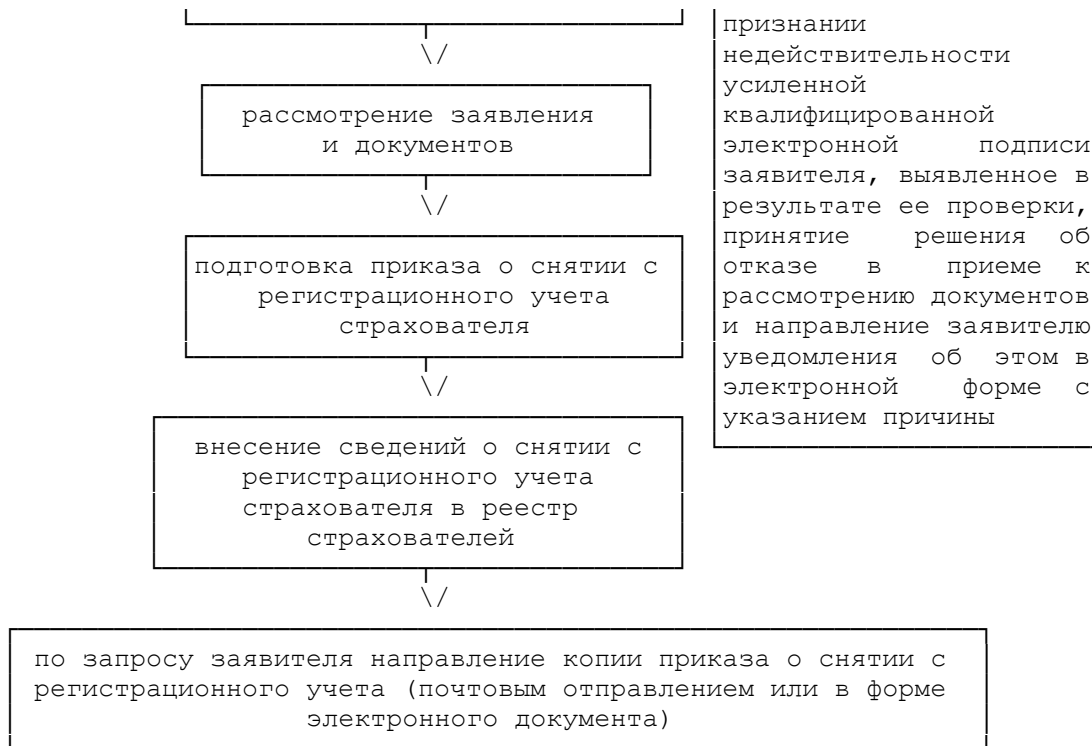 рассмотрение заявления
и документов
подготовка приказа о снятии с
регистрационного учета
страхователя
внесение сведений о снятии с
регистрационного учета
страхователя в реестр
страхователей
по запросу заявителя направление копии приказа о снятии с
регистрационного учета (почтовым отправлением или в форме
электронного документа)
признании
недействительности
усиленной
квалифицированной
электронной подписи
заявителя, выявленное в
результате ее проверки,
принятие решения об
отказе в приеме к
рассмотрению документов
и направление заявителю
уведомления об этом в
электронной форме с
указанием причины